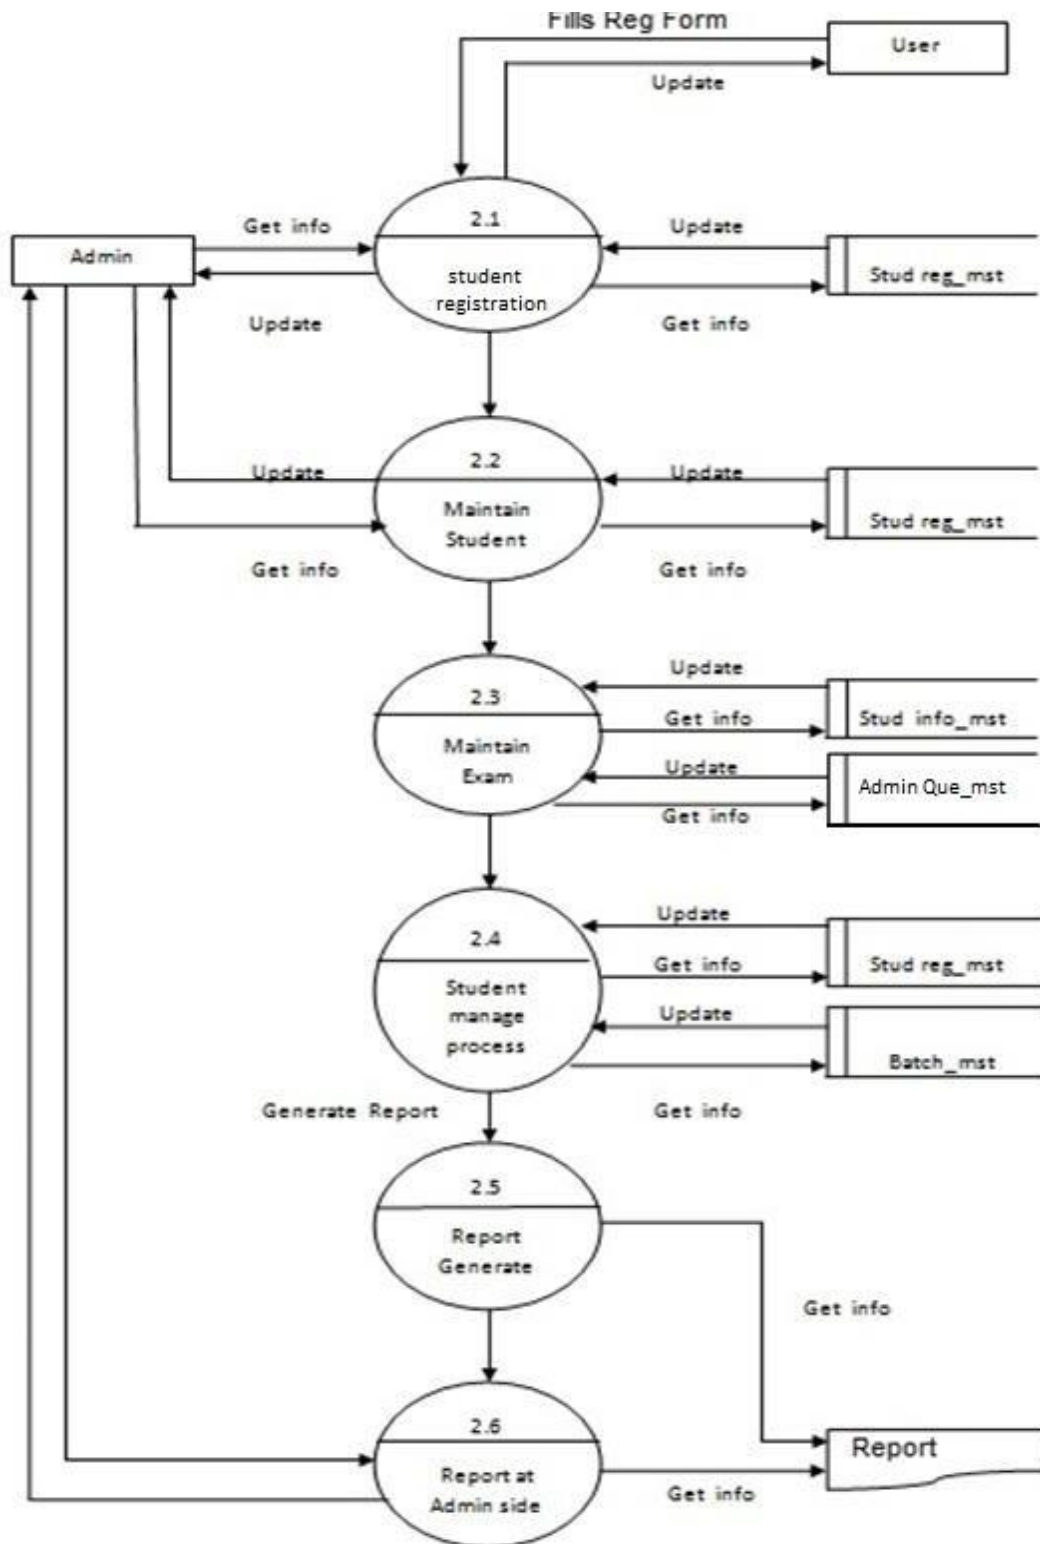 Fills Reg Form
User
Update
2.1
Get info
Update
Admin
student
registration
Stud reg_mst
Update
Get info
2.2
Update
Update
Maintain
Student
Stud reg_mst
Get info
Get info
2.3
Update
Get info
Stud info_mst
Maintain
Exam
Update
Admin Que_mst
Get info
2.4
Update
Get info
Stud reg_mst
Student
manage
process
Update
Batch_mst
Generate Report
Get info
2.5
Report
Generate
Get info
2.6
Report
Report at
Admin side
Get info